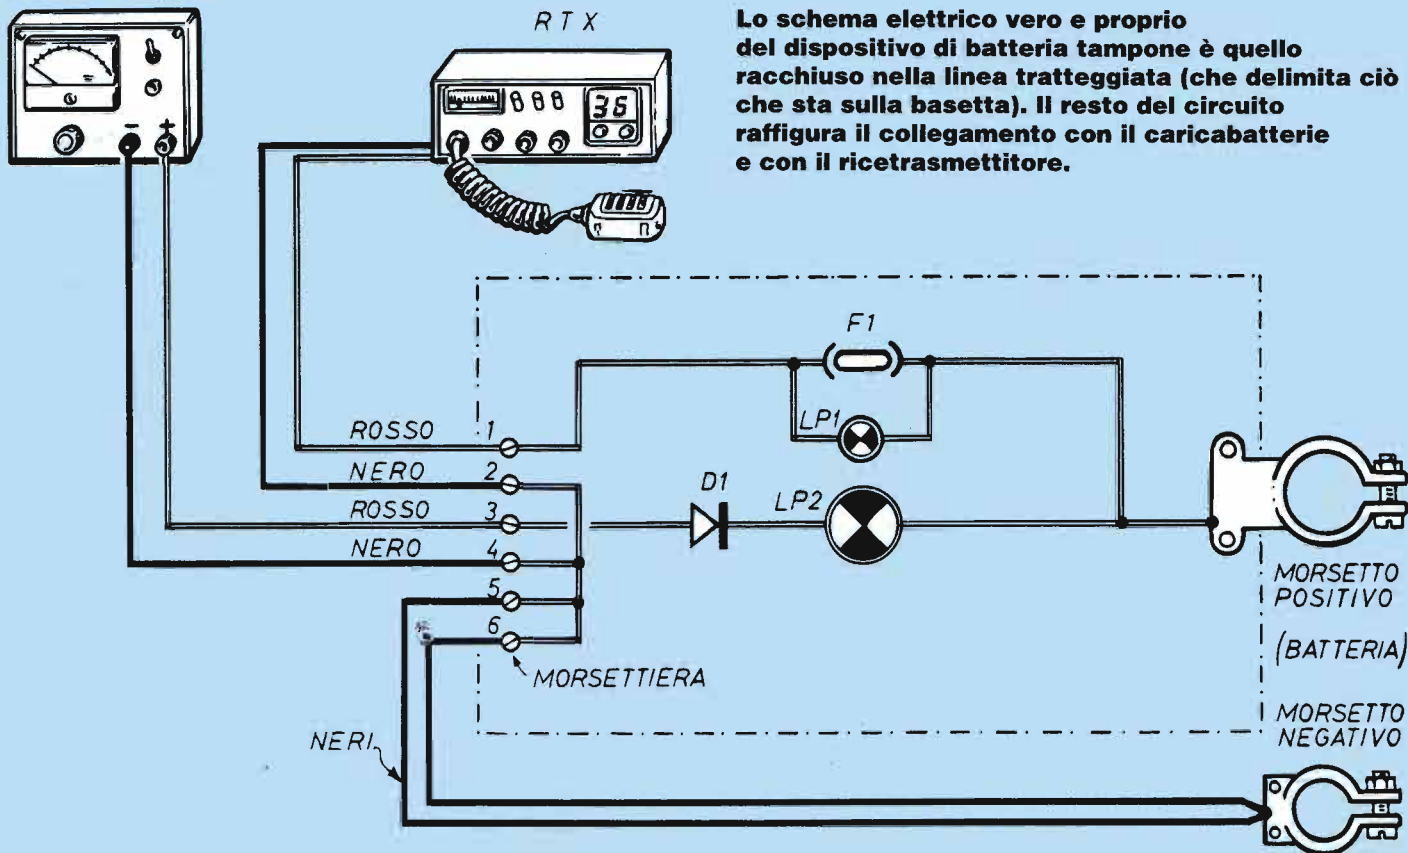 RTX
Lo schema elettrico vero e proprio
del dispositivo di batteria tampone è quello
racchiuso nella linea tratteggiata (che delimita ciò
che sta sulla basetta). Il resto del circuito
raffigura il collegamento con il caricabatterie
e con il ricetrasmettitore.
36
- +
F1
LP1
ROSSO 1
NERO 2
ROSSO 3
NERO 4
5
6
D1
LP2
MORSETTIERA
MORSETTO
POSITIVO
(BATTERIA)
MORSETTO
NEGATIVO
NERI